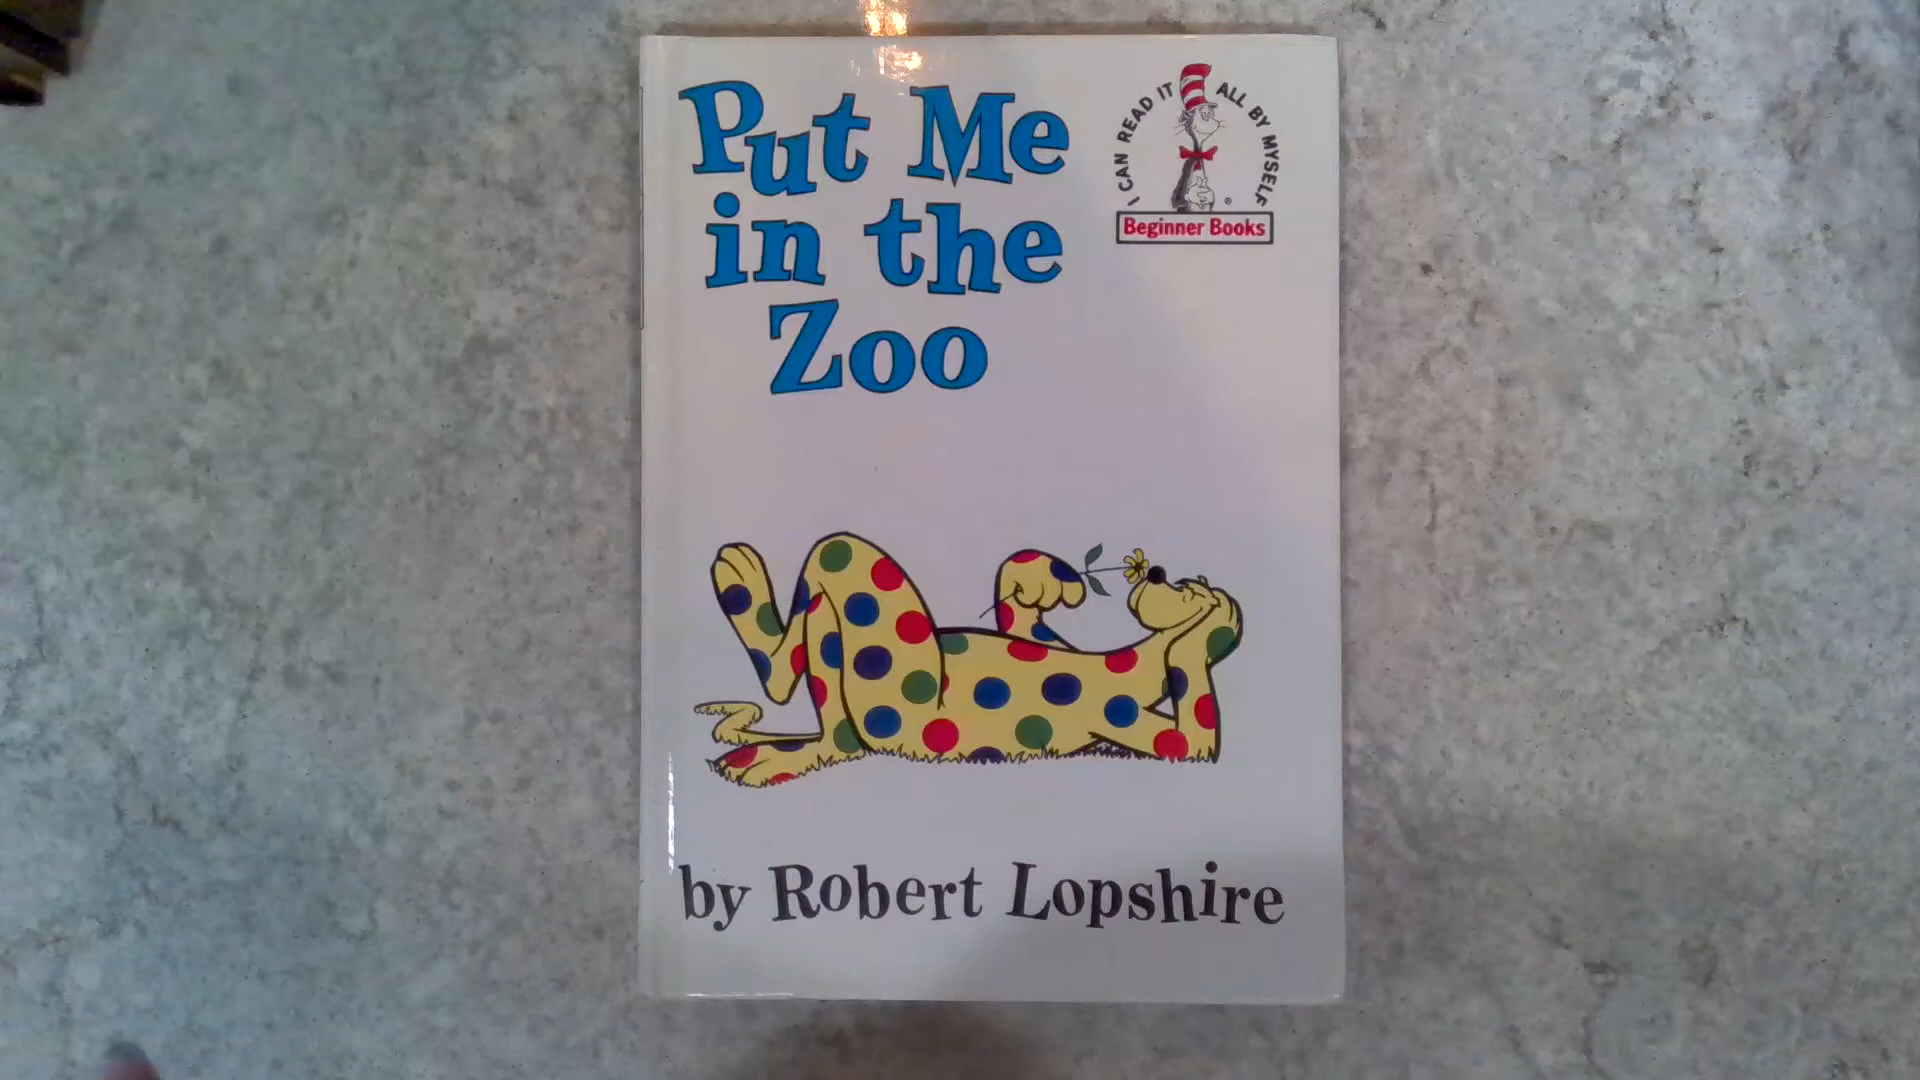 Put Me
in the
Zoo
I CAN READ IT ALL BY MYSELF
®
Beginner Books
by Robert Lopshire